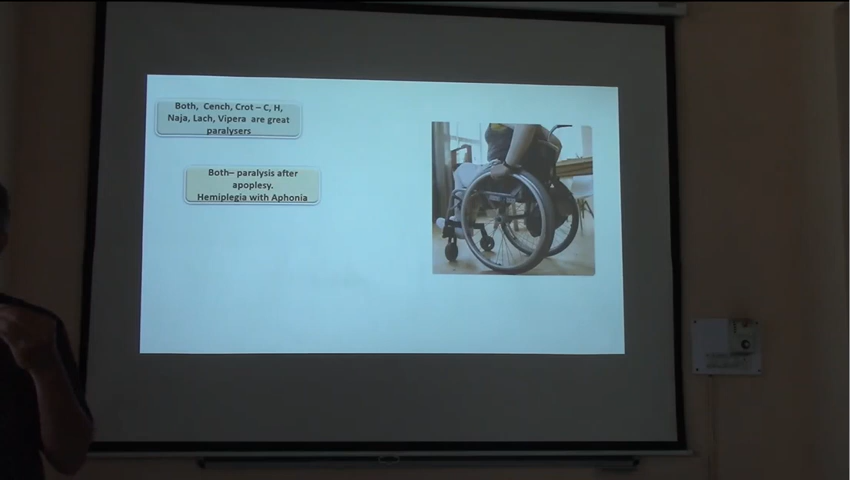 Both, Cench, Crot – C, H,
Naja, Lach, Vipera are great
paralysers
Both– paralysis after
apoplesy.
Hemiplegia with Aphonia